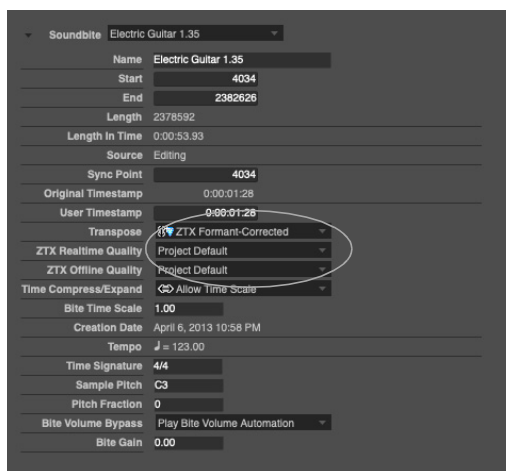 Soundbite Electric Guitar 1.35
Name Electric Guitar 1.35
Start 4034
End 2382626
Length 2378592
Length In Time 0:00:53.93
Source Editing
Sync Point 4034
Original Timestamp 0:00:01:28
User Timestamp 0:00:01:28
Transpose ZTX Formant-Corrected
ZTX Realtime Quality Project Default
ZTX Offline Quality Project Default
Time Compress/Expand Allow Time Scale
Bite Time Scale 1.00
Creation Date April 6, 2013 10:58 PM
Tempo ♩ = 123.00
Time Signature 4/4
Sample Pitch C3
Pitch Fraction 0
Bite Volume Bypass Play Bite Volume Automation
Bite Gain 0.00